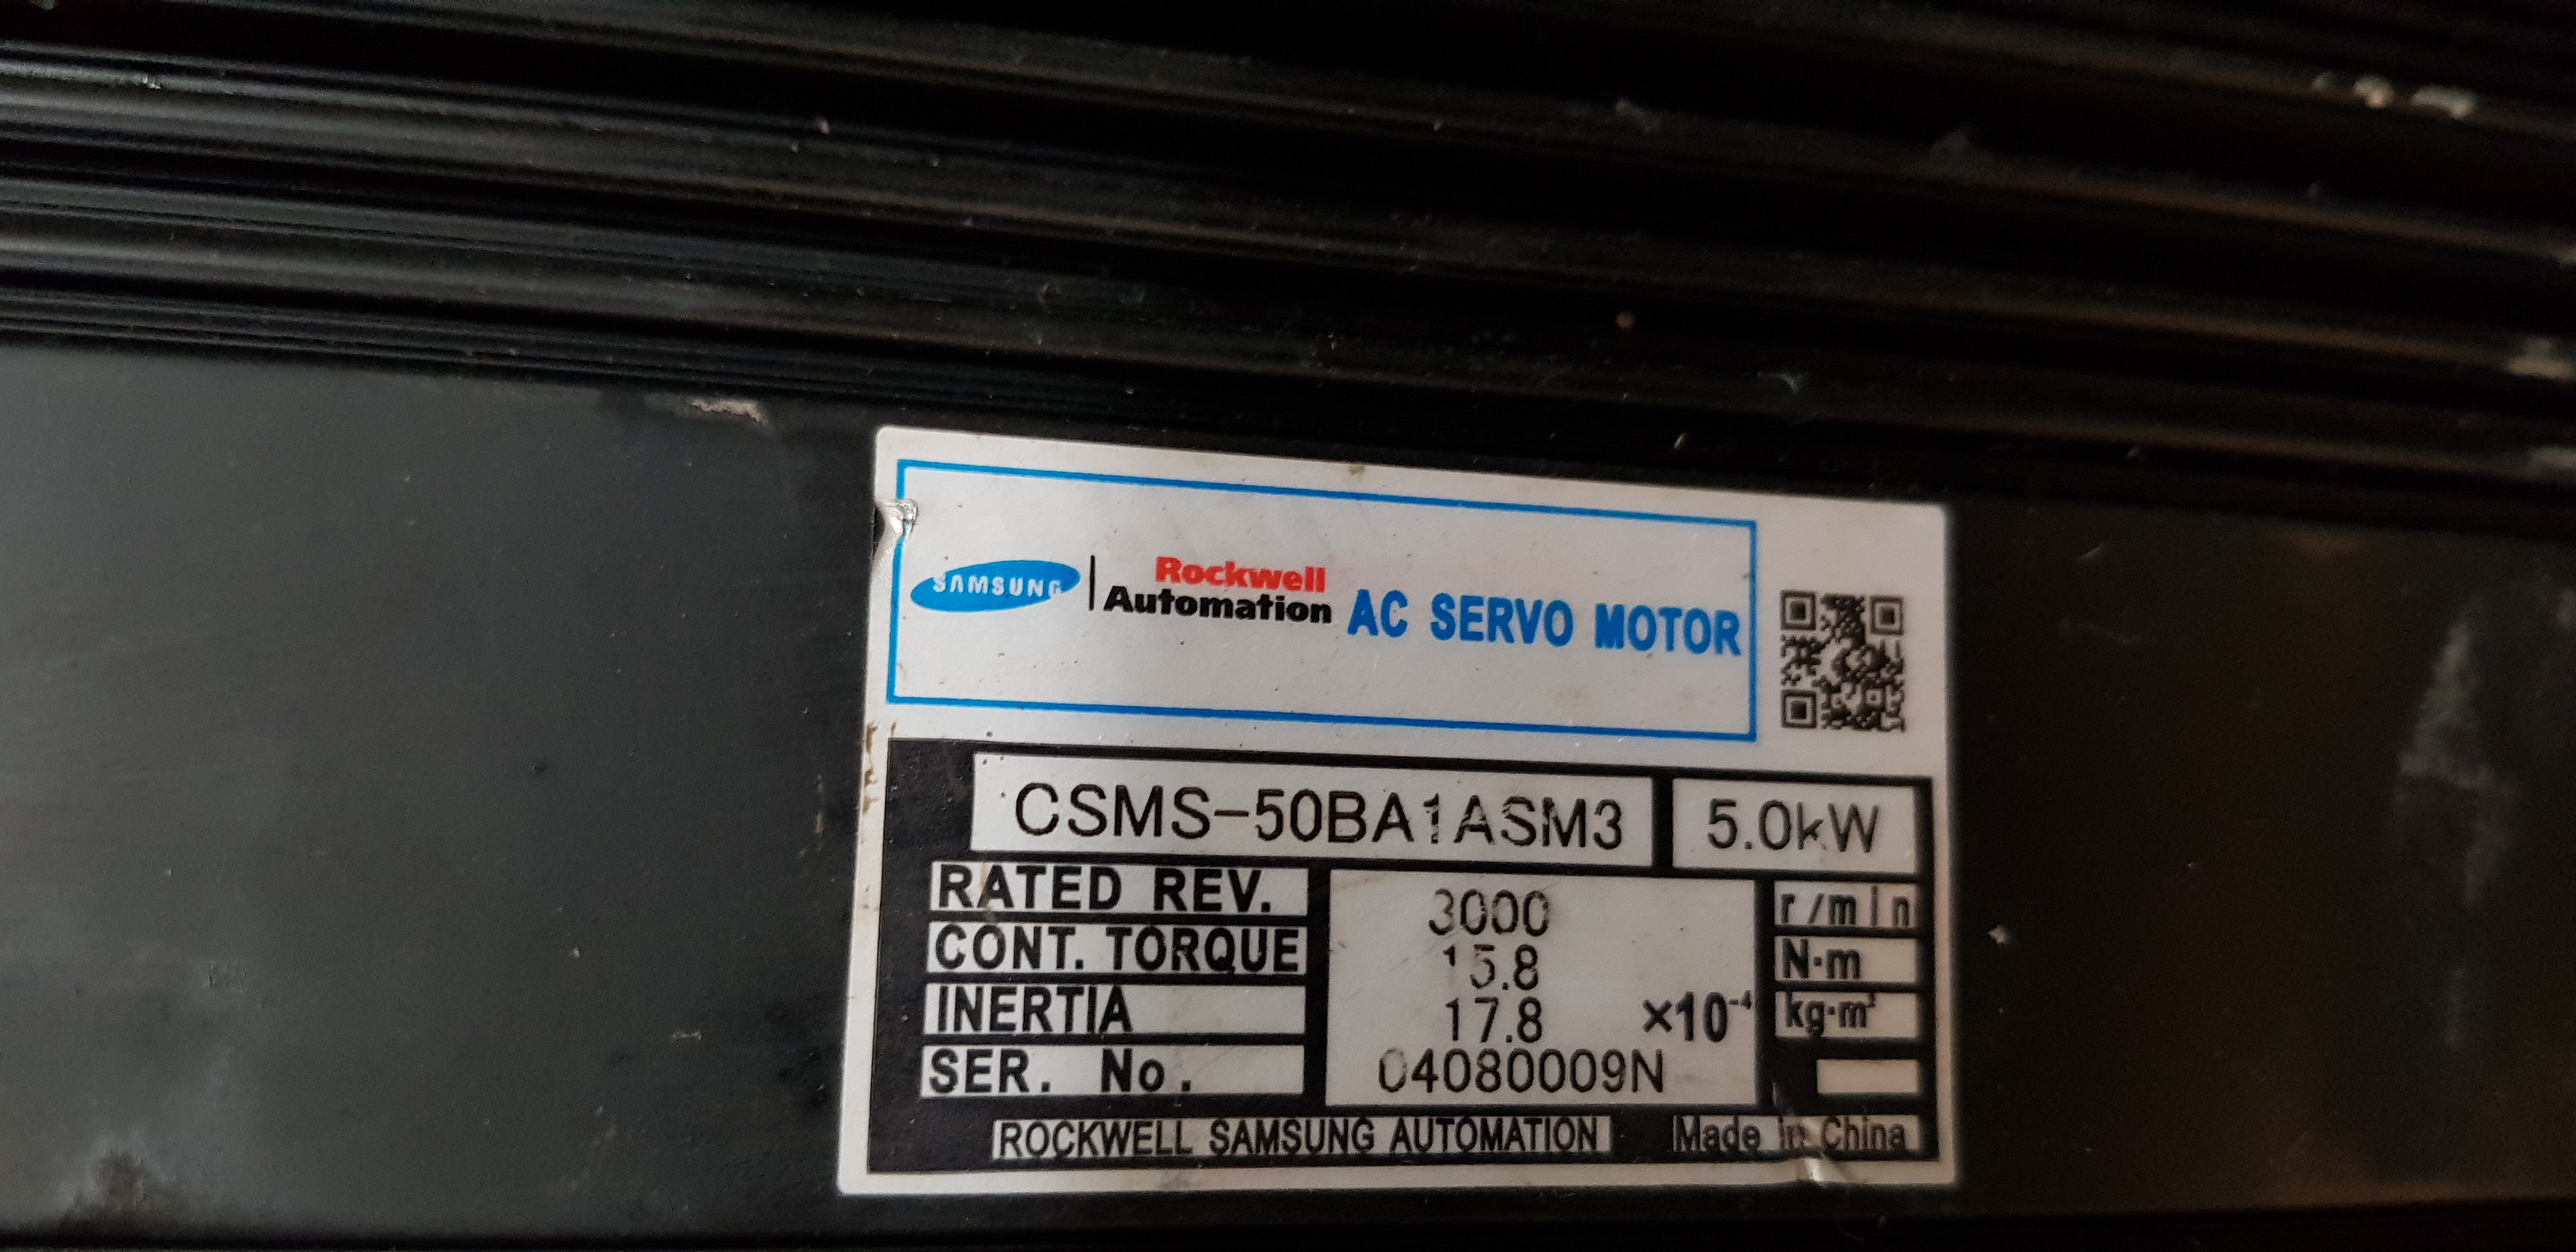 SAMSUNG | Rockwell Automation AC SERVO MOTOR
CSMS-50BA1ASM3 5.0kW
RATED REV. 3000 r/min
CONT. TORQUE 15.8 N·m
INERTIA 17.8 ×10⁻⁴ kg·m²
SER. No. 04080009N
ROCKWELL SAMSUNG AUTOMATION Made in China